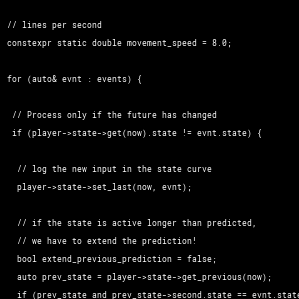 // lines per second
constexpr static double movement_speed = 8.0;
for (auto& evnt : events) {
// Process only if the future has changed
if (player->state->get(now).state != evnt.state) {
// log the new input in the state curve
player->state->set_last(now, evnt);
// if the state is active longer than predicted,
// we have to extend the prediction!
bool extend_previous_prediction = false;
auto prev_state = player->state->get_previous(now);
if (prev_state and prev_state->second.state == evnt.state